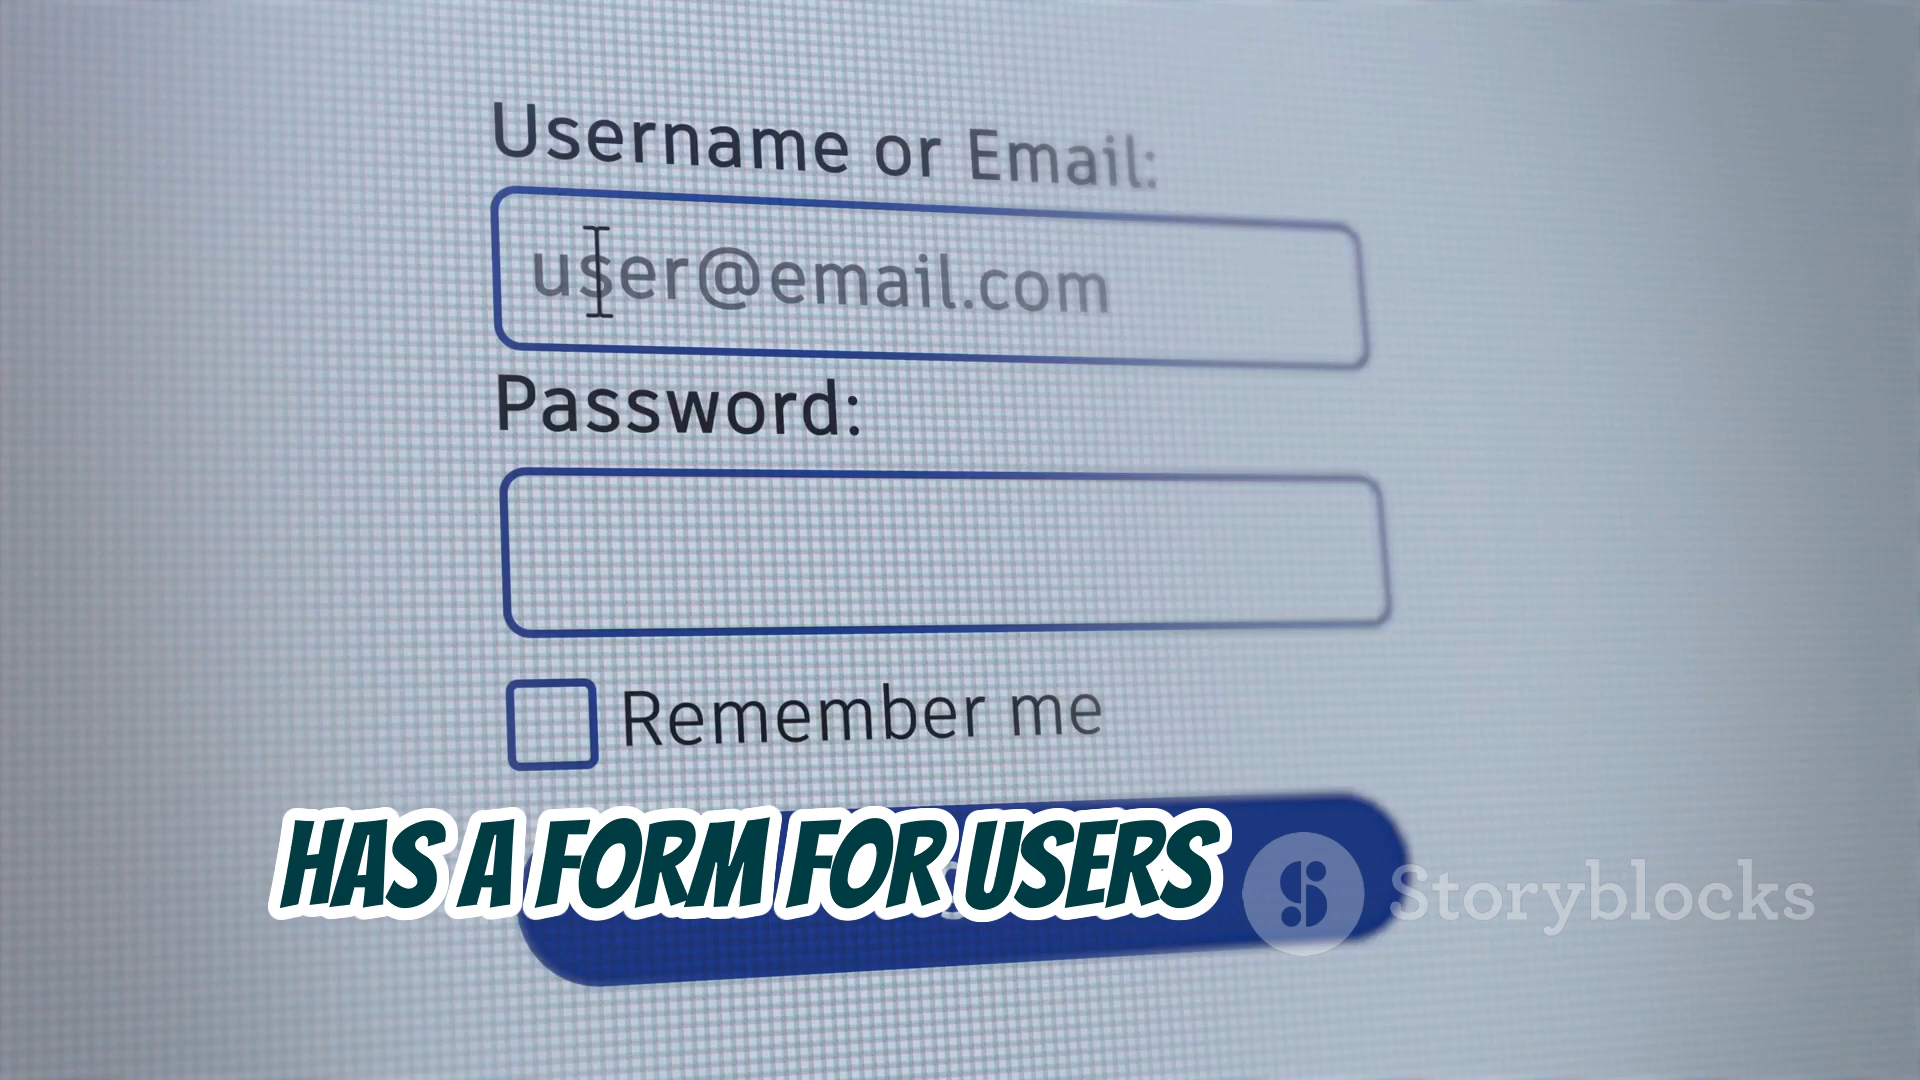 Username or Email:
user@email.com
Password:
Remember me
HAS A FORM FOR USERS
Storyblocks